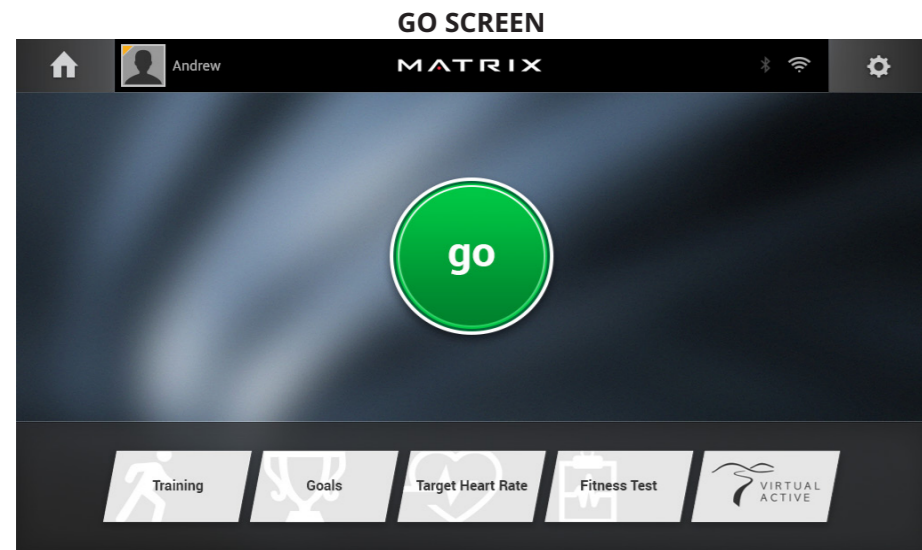 GO SCREEN
Andrew
MATRIX
go
Training
Goals
Target Heart Rate
Fitness Test
VIRTUAL
ACTIVE